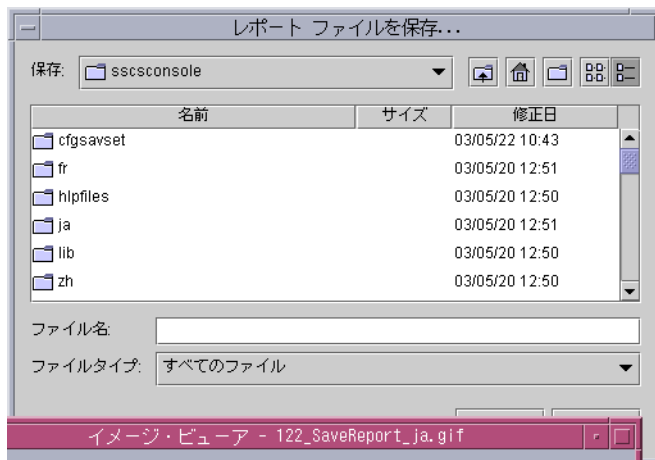 レポート ファイルを保存...
保存: sscsconsole
名前 サイズ 修正日
cfgsavset 03/05/22 10:43
fr 03/05/20 12:51
hlpfiles 03/05/20 12:50
ja 03/05/20 12:51
lib 03/05/20 12:50
zh 03/05/20 12:50
ファイル名:
ファイルタイプ: すべてのファイル
イメージ・ビューア - 122_SaveReport_ja.gif